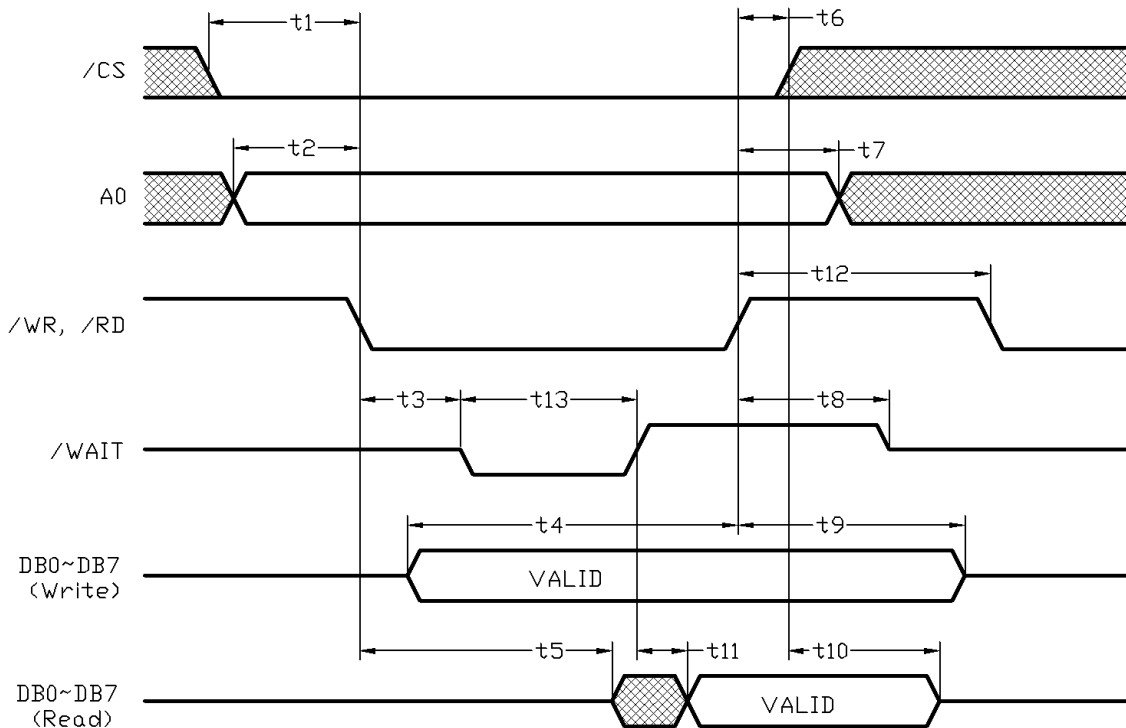 t1
t6
/CS
t2
t7
A0
t12
/WR, /RD
t3
t13
t8
/WAIT
t4
t9
DB0~DB7
(Write)
VALID
t5
t11
t10
DB0~DB7
(Read)
VALID